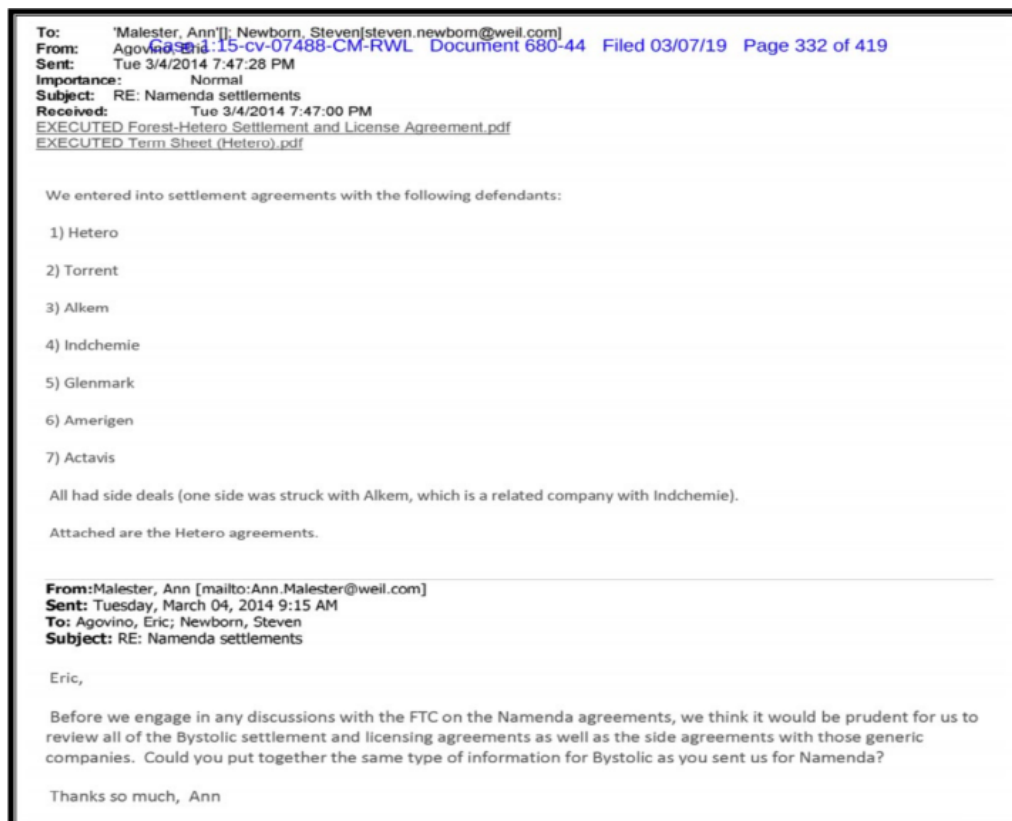 To: 'Malester, Ann'[]; Newborn, Steven[steven.newborn@weil.com]
From: Agovino, Eric
Case 1:15-cv-07488-CM-RWL Document 680-44 Filed 03/07/19 Page 332 of 419
Sent: Tue 3/4/2014 7:47:28 PM
Importance: Normal
Subject: RE: Namenda settlements
Received: Tue 3/4/2014 7:47:00 PM
EXECUTED Forest-Hetero Settlement and License Agreement.pdf
EXECUTED Term Sheet (Hetero).pdf
We entered into settlement agreements with the following defendants:
1) Hetero
2) Torrent
3) Alkem
4) Indchemie
5) Glenmark
6) Amerigen
7) Actavis
All had side deals (one side was struck with Alkem, which is a related company with Indchemie).
Attached are the Hetero agreements.
From:Malester, Ann [mailto:Ann.Malester@weil.com]
Sent: Tuesday, March 04, 2014 9:15 AM
To: Agovino, Eric; Newborn, Steven
Subject: RE: Namenda settlements
Eric,
Before we engage in any discussions with the FTC on the Namenda agreements, we think it would be prudent for us to
review all of the Bystolic settlement and licensing agreements as well as the side agreements with those generic
companies. Could you put together the same type of information for Bystolic as you sent us for Namenda?
Thanks so much, Ann